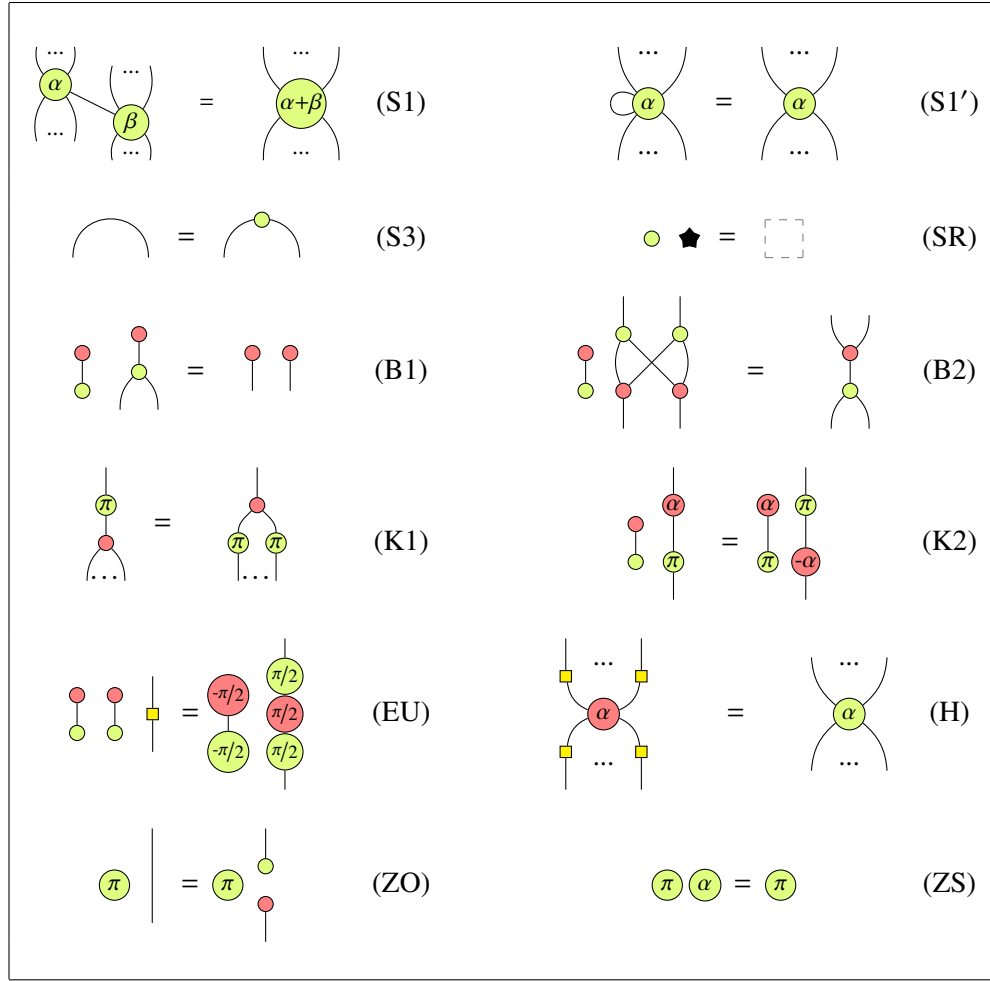 ... ... α ... β ... = ... α+β ... (S1) ... α ... = ... α ... (S1′)
= (S3) = (SR)
= (B1) = (B2)
π ... = π π ... (K1) α π = α π π -α (K2)
= -π/2 -π/2 π/2 π/2 π/2 (EU) ... α ... = ... α ... (H)
π = π (ZO) π α = π (ZS)